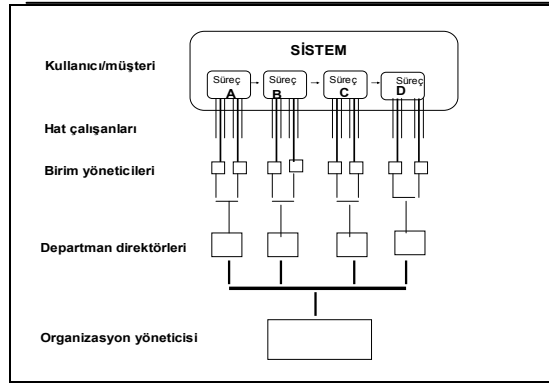 SİSTEM
Kullanıcı/müşteri
Süreç Süreç Süreç Süreç
A B C D
Hat çalışanları
Birim yöneticileri
Departman direktörleri
Organizasyon yöneticisi